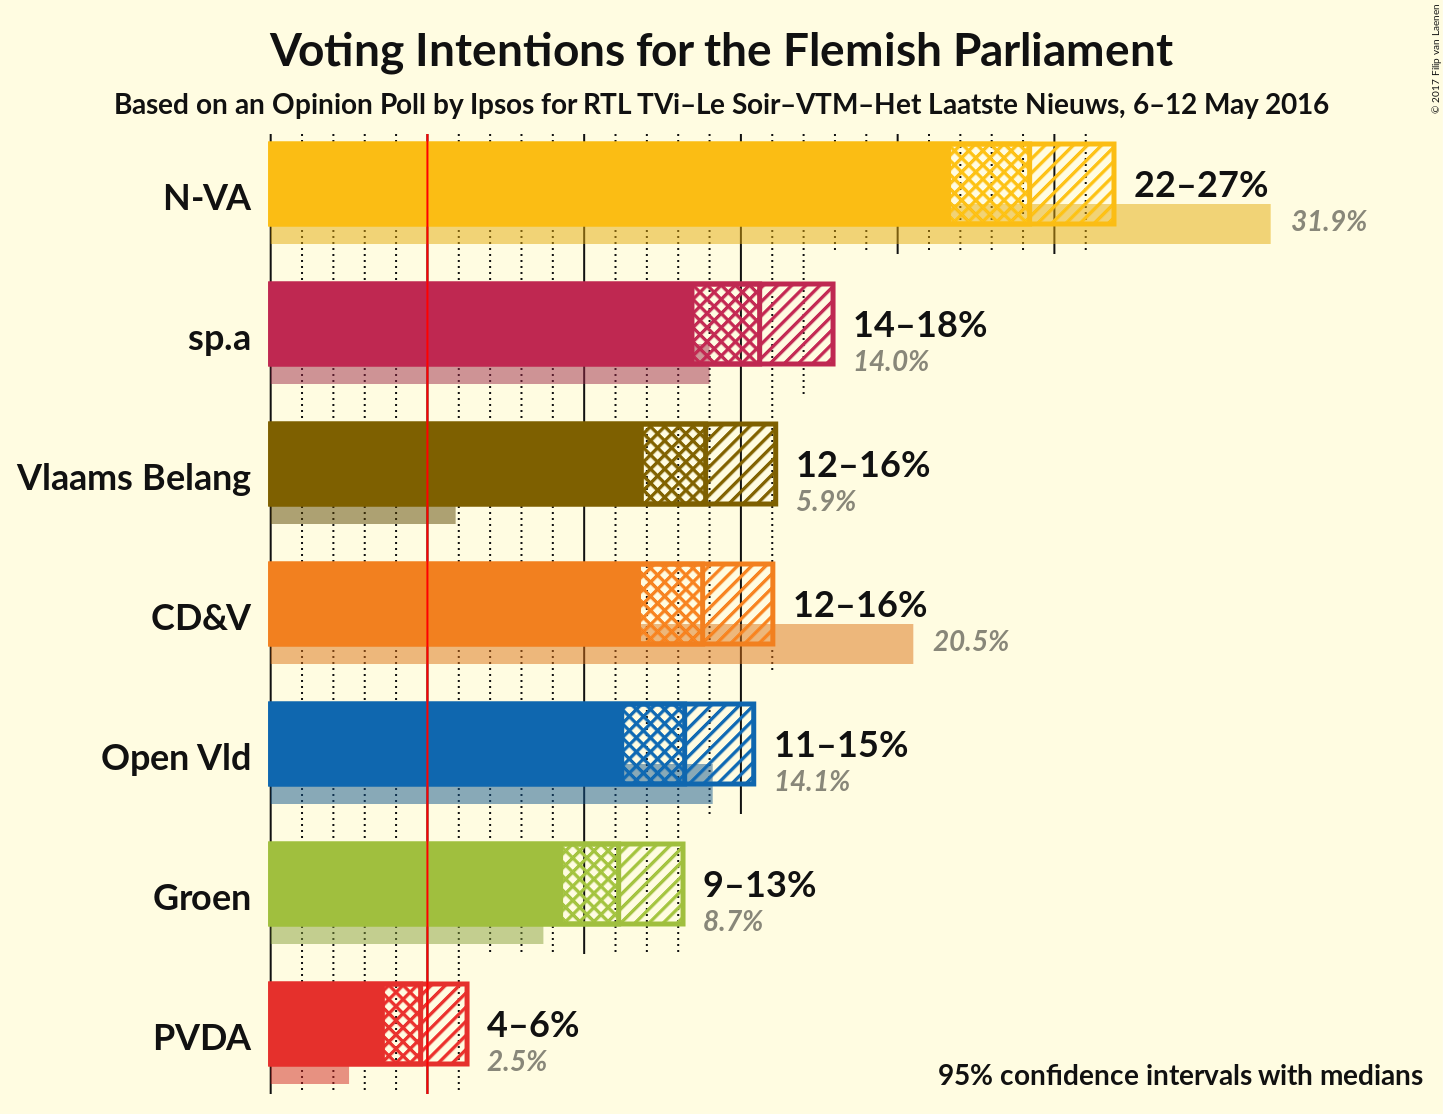 Voting Intentions for the Flemish Parliament
Based on an Opinion Poll by Ipsos for RTL TVi–Le Soir–VTM–Het Laatste Nieuws, 6–12 May 2016
© 2017 Filip van Laenen
N-VA
22–27%
31.9%
sp.a
14–18%
14.0%
Vlaams Belang
12–16%
5.9%
CD&V
12–16%
20.5%
Open Vld
11–15%
14.1%
Groen
9–13%
8.7%
PVDA
4–6%
2.5%
95% confidence intervals with medians